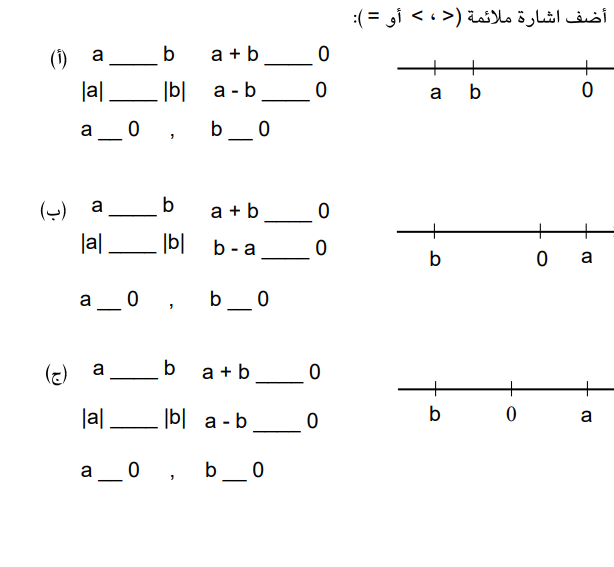 أضف اشارة ملائمة (< ، > أو = ):
(أ) a ____ b a + b ____ 0
|a| ____ |b| a - b ____ 0
a __ 0 , b __ 0
a b 0
(ب) a ____ b a + b ____ 0
|a| ____ |b| b - a ____ 0
a __ 0 , b __ 0
b 0 a
(ج) a ____ b a + b ____ 0
|a| ____ |b| a - b ____ 0
a __ 0 , b __ 0
b 0 a